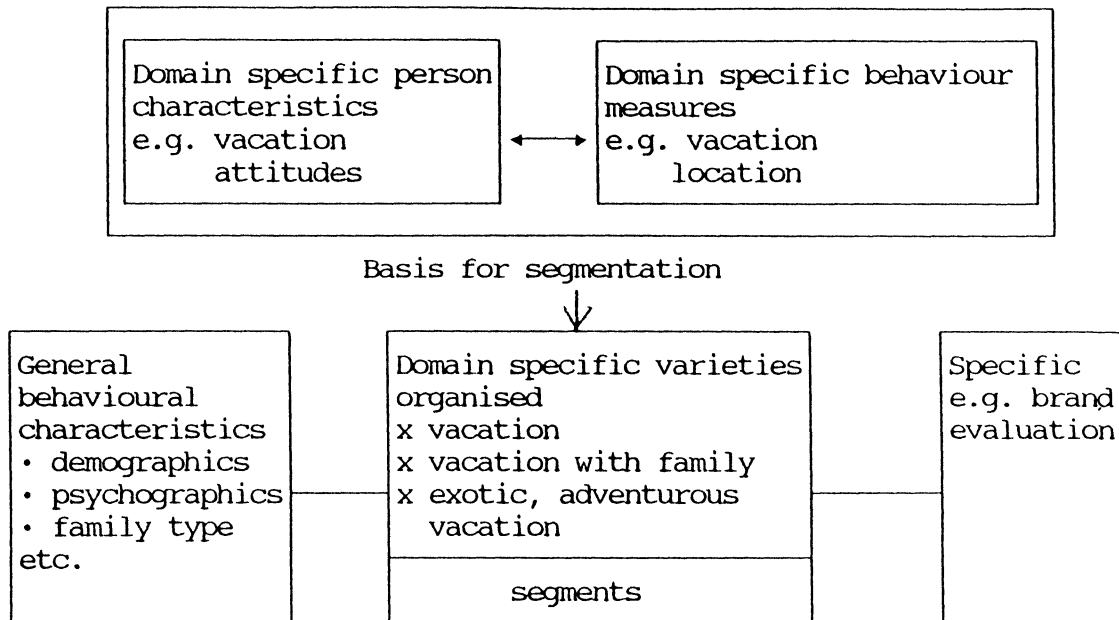 Domain specific person
characteristics
e.g. vacation
attitudes
Domain specific behaviour
measures
e.g. vacation
location
Basis for segmentation
General
behavioural
characteristics
• demographics
• psychographics
• family type
etc.
Domain specific varieties
organised
x vacation
x vacation with family
x exotic, adventurous
vacation
segments
Specific
e.g. brand
evaluation